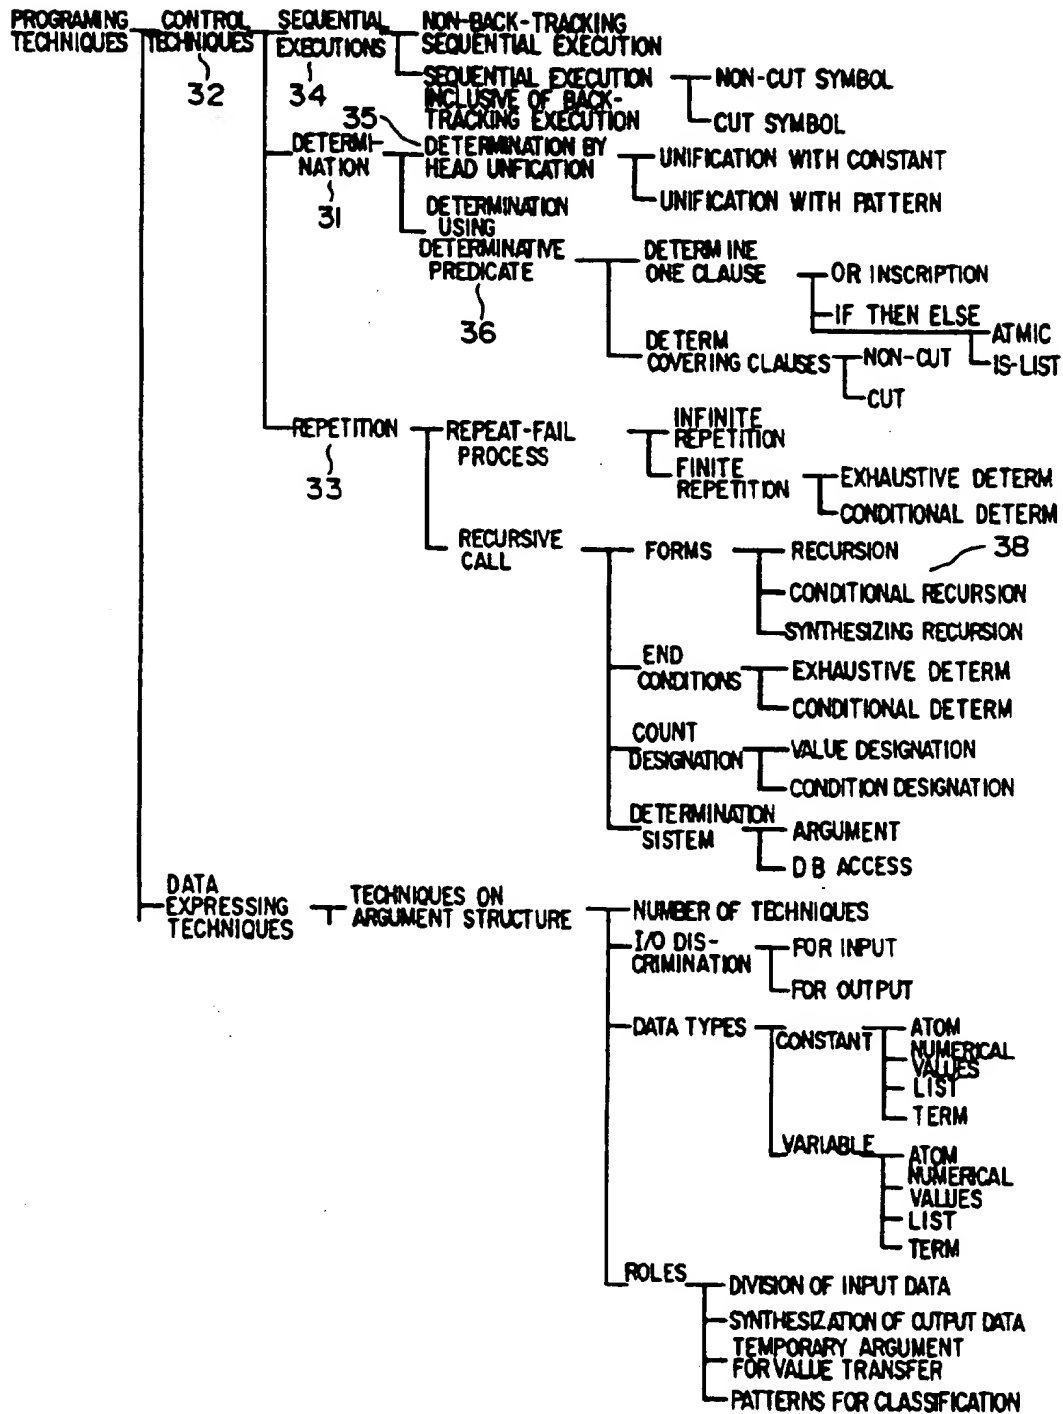 PROGRAMING TECHNIQUES
CONTROL TECHNIQUES
32
SEQUENTIAL EXECUTIONS
34
NON-BACK-TRACKING
SEQUENTIAL EXECUTION
SEQUENTIAL EXECUTION
INCLUSIVE OF BACK-
TRACKING EXECUTION
NON-CUT SYMBOL
CUT SYMBOL
35
DETERMI-
NATION
31
DETERMINATION BY
HEAD UNFICATION
UNIFICATION WITH CONSTANT
UNIFICATION WITH PATTERN
DETERMINATION
USING
DETERMINATIVE
PREDICATE
36
DETERMINE
ONE CLAUSE
OR INSCRIPTION
IF THEN ELSE
ATMIC
IS-LIST
DETERM
COVERING CLAUSES
NON-CUT
CUT
REPETITION
33
REPEAT-FAIL
PROCESS
INFINITE
REPETITION
FINITE
REPETITION
EXHAUSTIVE DETERM
CONDITIONAL DETERM
RECURSIVE
CALL
FORMS
RECURSION
38
CONDITIONAL RECURSION
SYNTHESIZING RECURSION
END
CONDITIONS
EXHAUSTIVE DETERM
CONDITIONAL DETERM
COUNT
DESIGNATION
VALUE DESIGNATION
CONDITION DESIGNATION
DETERMINATION
SISTEM
ARGUMENT
DB ACCESS
DATA
EXPRESSING
TECHNIQUES
TECHNIQUES ON
ARGUMENT STRUCTURE
NUMBER OF TECHNIQUES
I/O DIS-
CRIMINATION
FOR INPUT
FOR OUTPUT
DATA TYPES
CONSTANT
ATOM
NUMERICAL
VALUES
LIST
TERM
VARIABLE
ATOM
NUMERICAL
VALUES
LIST
TERM
ROLES
DIVISION OF INPUT DATA
SYNTHESIZATION OF OUTPUT DATA
TEMPORARY ARGUMENT
FOR VALUE TRANSFER
PATTERNS FOR CLASSIFICATION